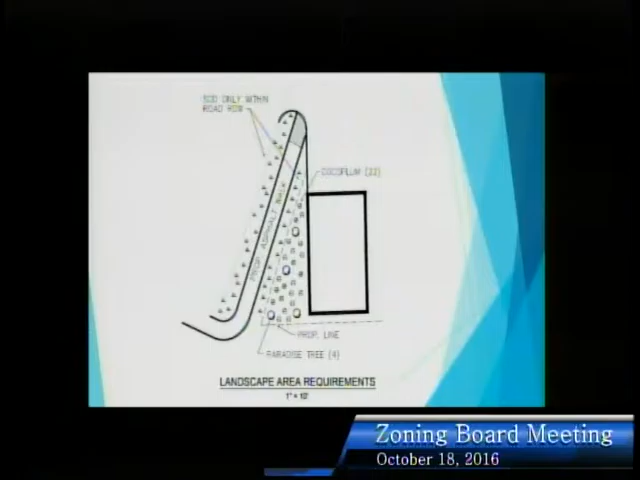 SOD ONLY WITHIN
ROAD ROW
COCOPLUM (22)
PROP. ASPHALT WALK
PROP. LINE
PARADISE TREE (4)
LANDSCAPE AREA REQUIREMENTS
1" = 10'
Zoning Board Meeting
October 18, 2016